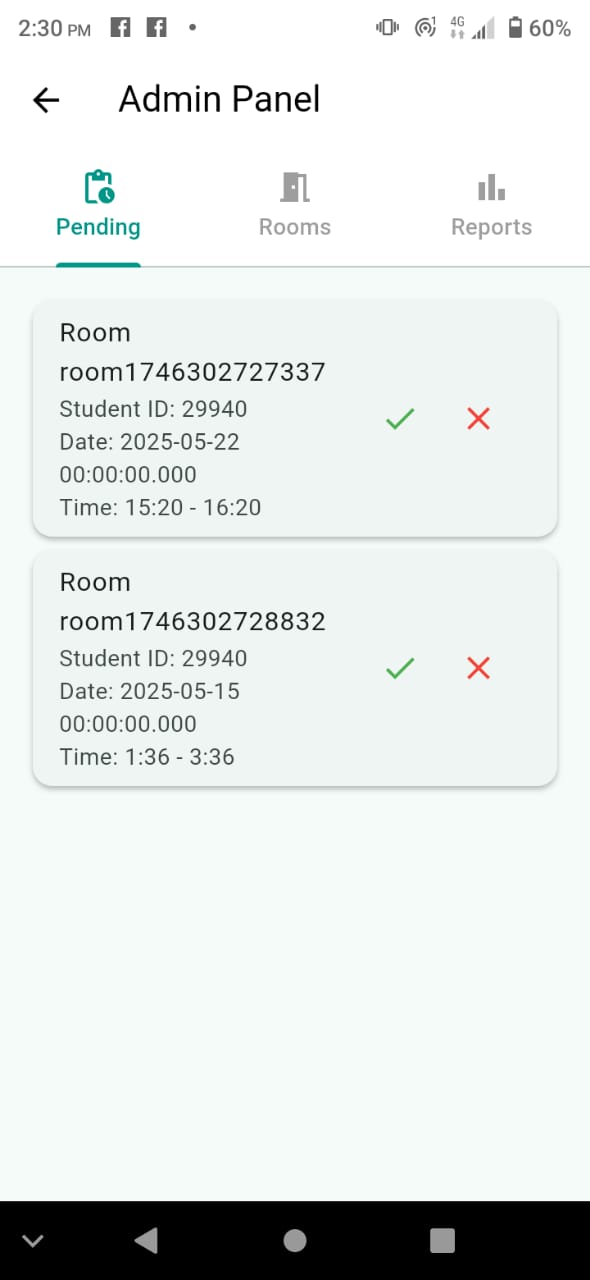 2:30 PM
4G
60%
Admin Panel
Pending
Rooms
Reports
Room
room1746302727337
Student ID: 29940
Date: 2025-05-22
00:00:00.000
Time: 15:20 - 16:20
Room
room1746302728832
Student ID: 29940
Date: 2025-05-15
00:00:00.000
Time: 1:36 - 3:36